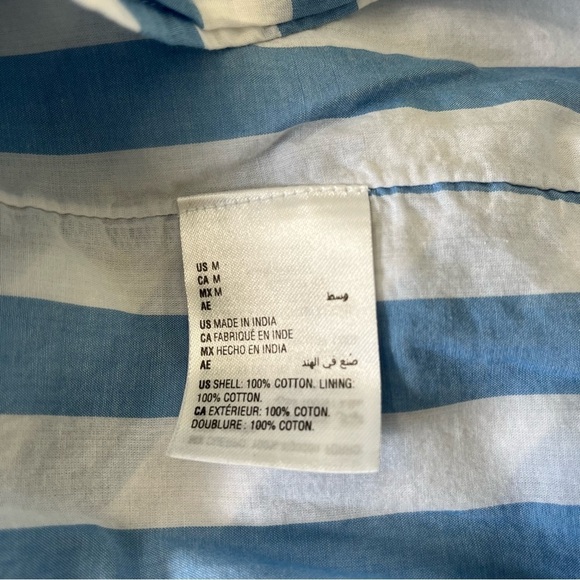 US M
CA M
MX M
AE وسط
US MADE IN INDIA
CA FABRIQUÉ EN INDE
MX HECHO EN INDIA
AE صُنع في الهند
US SHELL: 100% COTTON. LINING:
100% COTTON.
CA EXTÉRIEUR: 100% COTON.
DOUBLURE : 100% COTON.